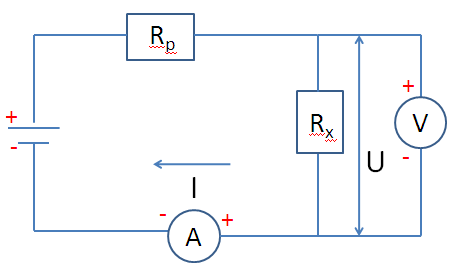 Rp
+
Rx
V
+
-
U
-
I
-
+
A